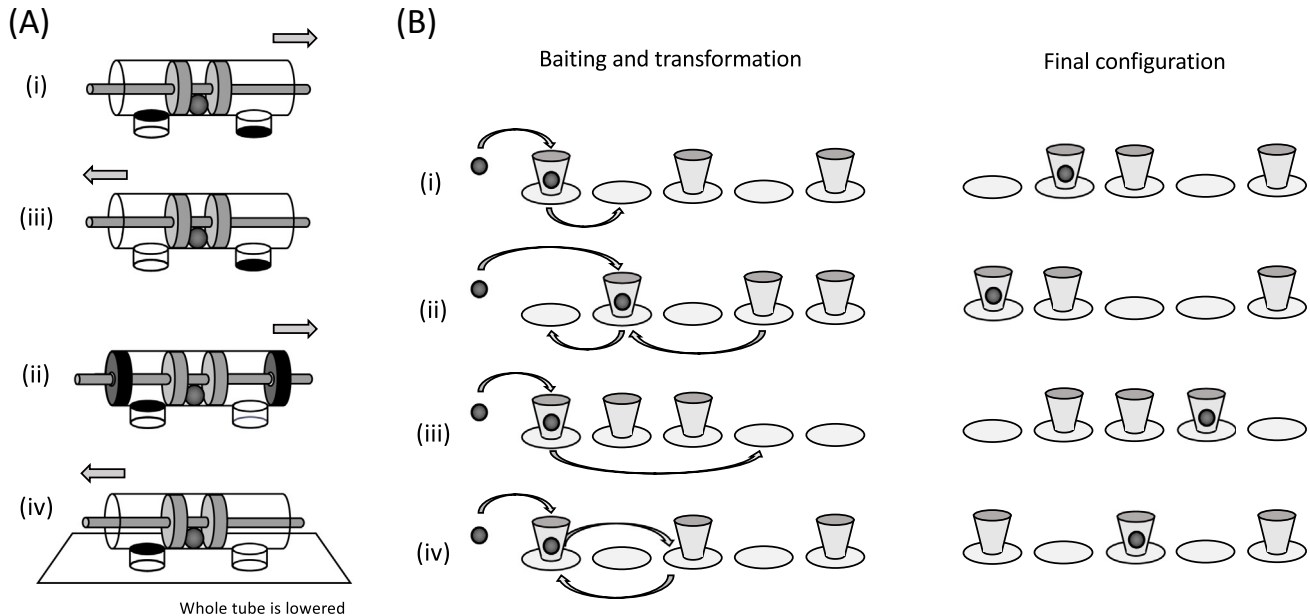 (A)
(i)
(iii)
(ii)
(iv)
Whole tube is lowered
(B)
Baiting and transformation
Final configuration
(i)
(ii)
(iii)
(iv)